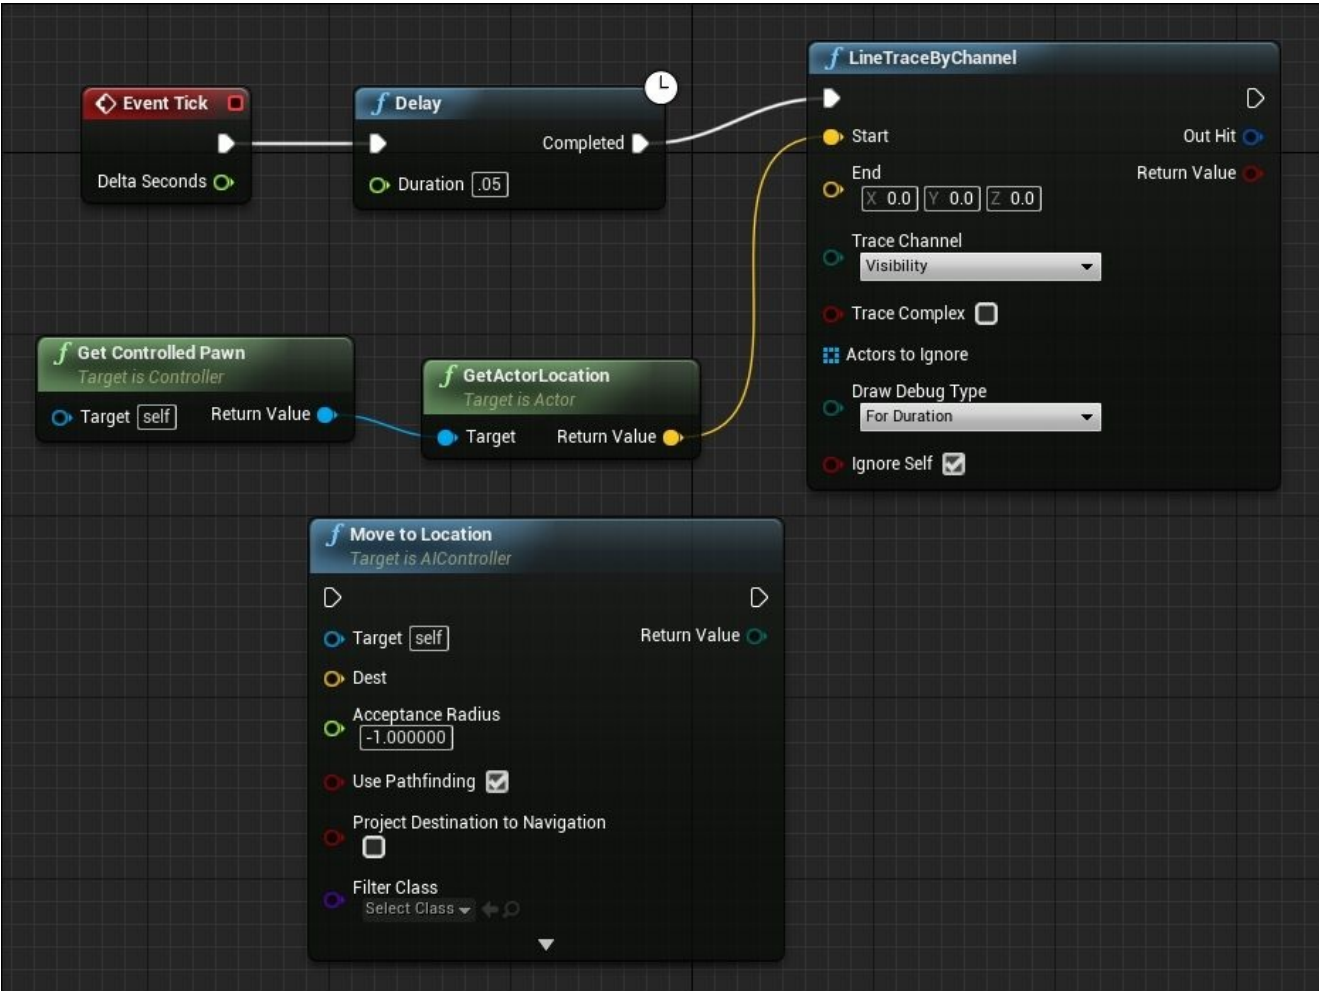 Event Tick
Delta Seconds
Delay
Completed
Duration .05
LineTraceByChannel
Start
Out Hit
End
Return Value
X 0.0 Y 0.0 Z 0.0
Trace Channel
Visibility
Trace Complex
Actors to Ignore
Draw Debug Type
For Duration
Ignore Self
Get Controlled Pawn
Target is Controller
Target self
Return Value
GetActorLocation
Target is Actor
Target
Return Value
Move to Location
Target is AIController
Target self
Return Value
Dest
Acceptance Radius
-1.000000
Use Pathfinding
Project Destination to Navigation
Filter Class
Select Class